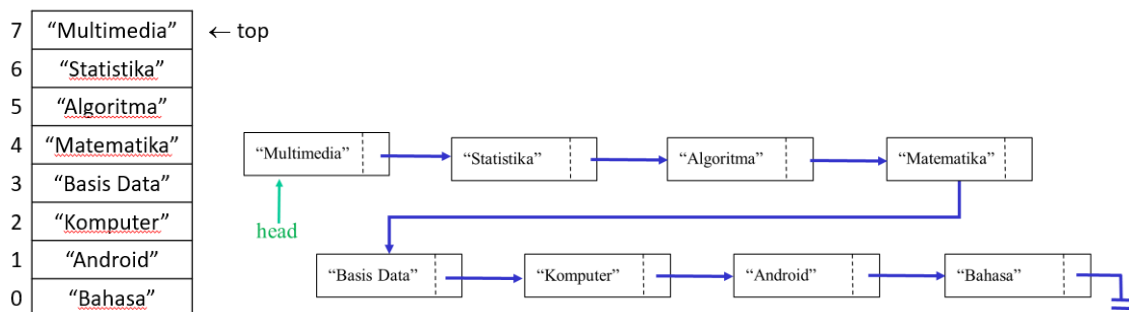 7 “Multimedia” ← top
6 “Statistika”
5 “Algoritma”
4 “Matematika”
3 “Basis Data”
2 “Komputer”
1 “Android”
0 “Bahasa”
“Multimedia” “Statistika” “Algoritma” “Matematika”
head
“Basis Data” “Komputer” “Android” “Bahasa”